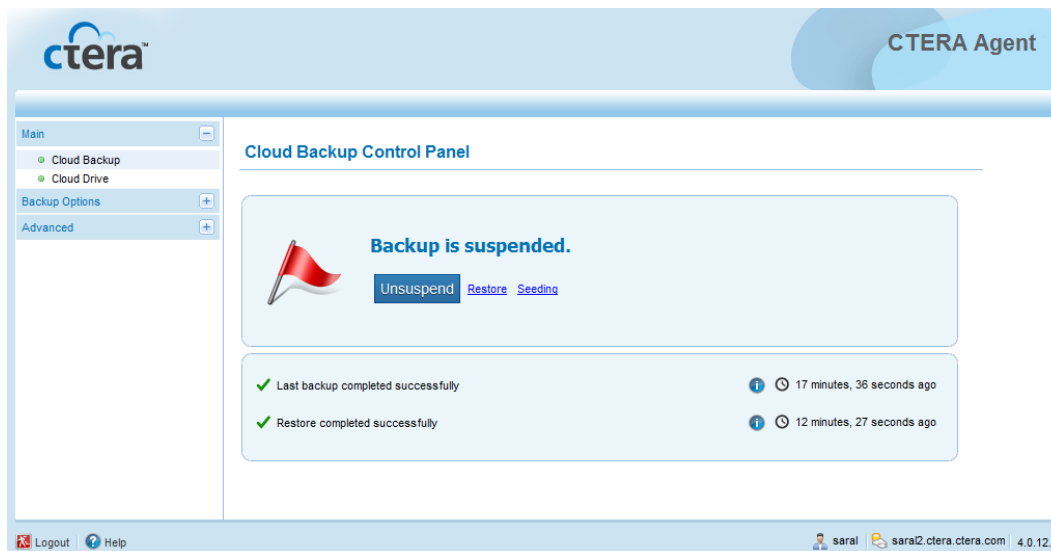 ctera™
CTERA Agent
Main
Cloud Backup
Cloud Drive
Backup Options
Advanced
Cloud Backup Control Panel
Backup is suspended.
Unsuspend Restore Seeding
Last backup completed successfully 17 minutes, 36 seconds ago
Restore completed successfully 12 minutes, 27 seconds ago
Logout Help saral saral2.ctera.ctera.com 4.0.12.